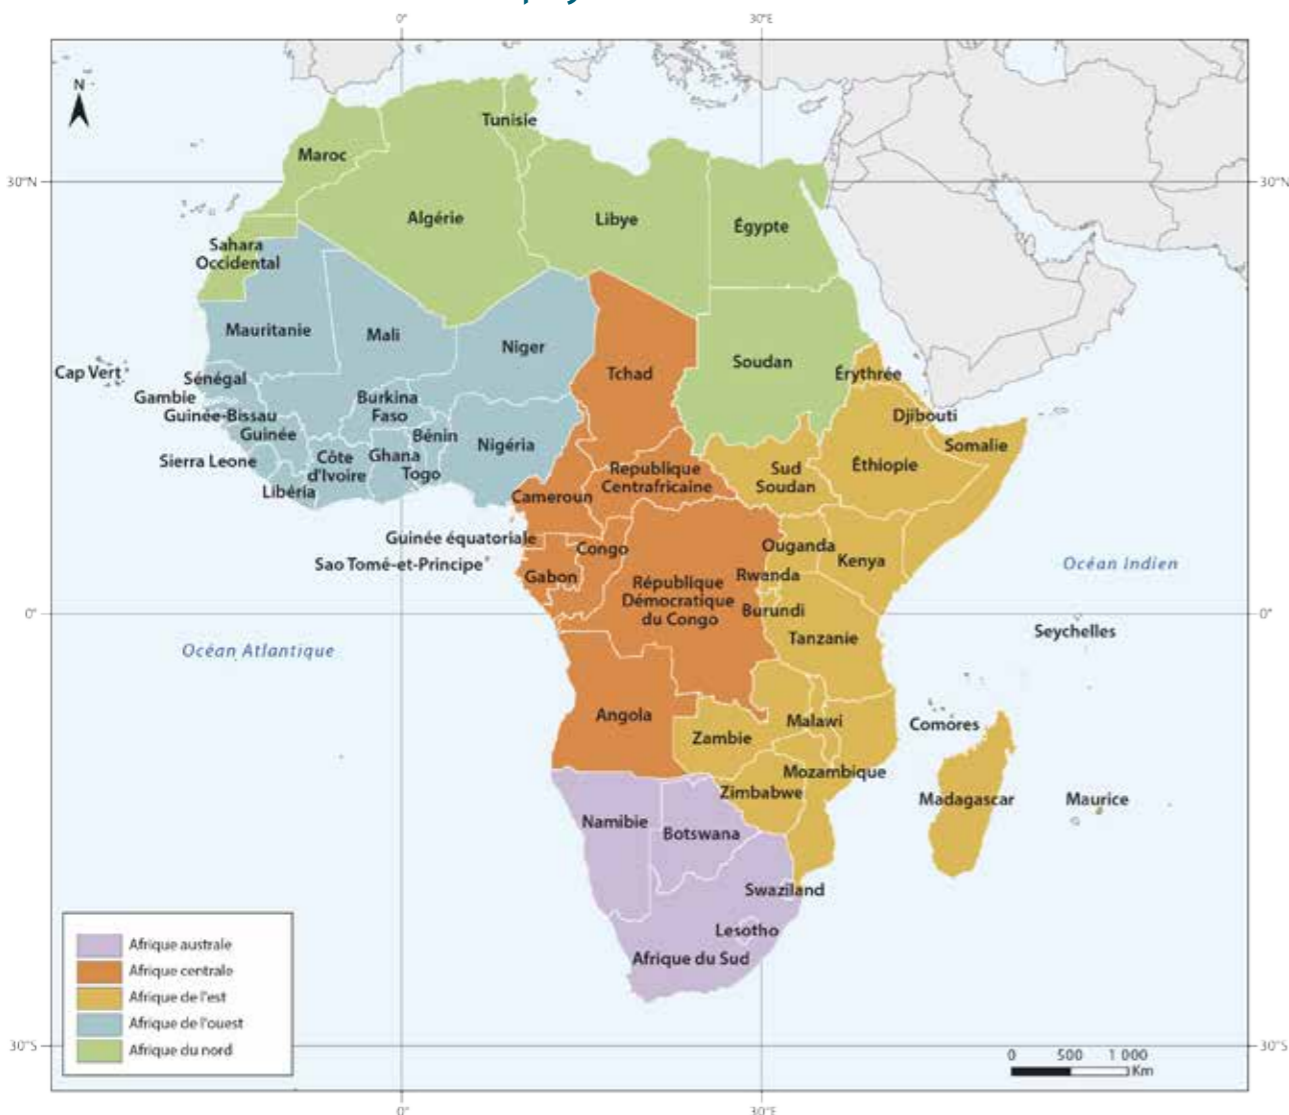 0°
30°E
N
30°N
30°N
Tunisie
Maroc
Algérie
Libye
Égypte
Sahara
Occidental
Mauritanie
Mali
Niger
Tchad
Soudan
Érythrée
Cap Vert
Sénégal
Gambie
Guinée-Bissau
Guinée
Sierra Leone
Libéria
Burkina
Faso
Côte
d'Ivoire
Ghana
Bénin
Togo
Nigéria
Djibouti
Somalie
Éthiopie
Sud
Soudan
Republique
Centrafricaine
Cameroun
Guinée équatoriale
Sao Tomé-et-Principe
Gabon
Congo
République
Démocratique
du Congo
Ouganda
Kenya
Rwanda
Burundi
Tanzanie
Océan Indien
0°
0°
Océan Atlantique
Seychelles
Angola
Zambie
Malawi
Mozambique
Comores
Zimbabwe
Madagascar
Maurice
Namibie
Botswana
Swaziland
Lesotho
Afrique du Sud
Afrique australe
Afrique centrale
Afrique de l'est
Afrique de l'ouest
Afrique du nord
30°S
30°S
0 500 1 000
Km
0°
30°E